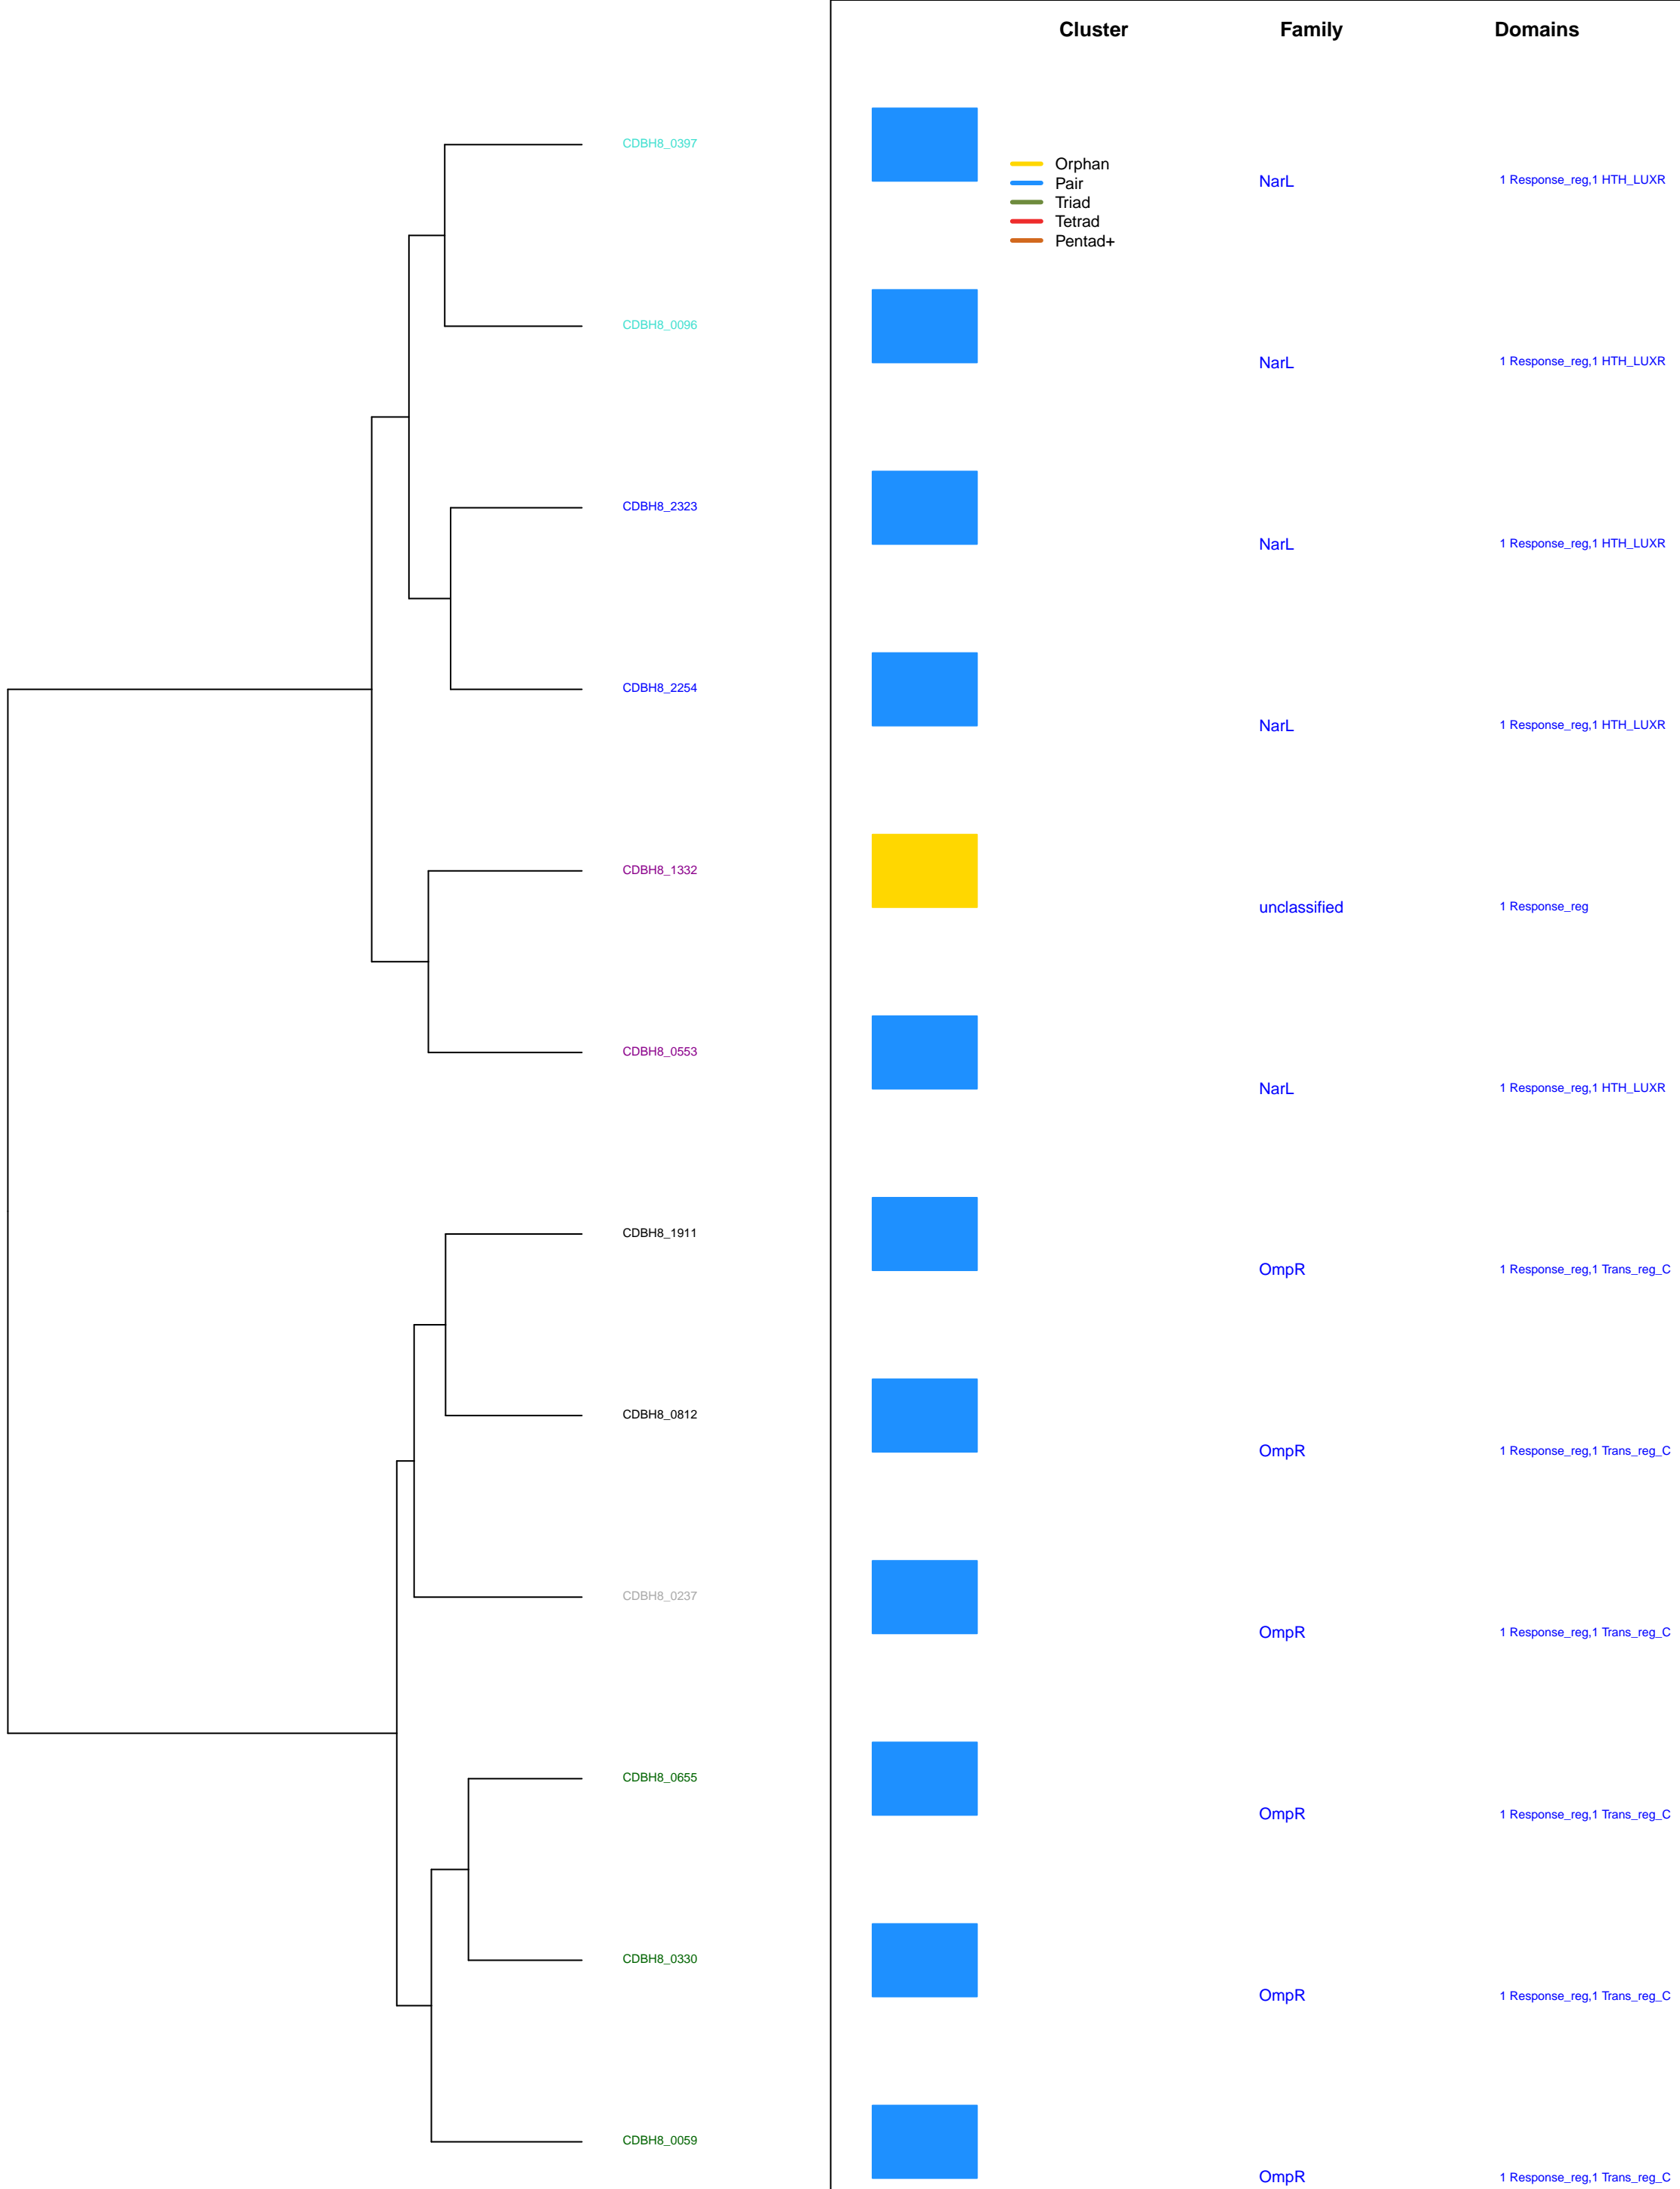 Cluster Family Domains
CDBH8_0397
Orphan
Pair
Triad
Tetrad
Pentad+
NarL 1 Response_reg,1 HTH_LUXR
CDBH8_0096
NarL 1 Response_reg,1 HTH_LUXR
CDBH8_2323
NarL 1 Response_reg,1 HTH_LUXR
CDBH8_2254
NarL 1 Response_reg,1 HTH_LUXR
CDBH8_1332
unclassified 1 Response_reg
CDBH8_0553
NarL 1 Response_reg,1 HTH_LUXR
CDBH8_1911
OmpR 1 Response_reg,1 Trans_reg_C
CDBH8_0812
OmpR 1 Response_reg,1 Trans_reg_C
CDBH8_0237
OmpR 1 Response_reg,1 Trans_reg_C
CDBH8_0655
OmpR 1 Response_reg,1 Trans_reg_C
CDBH8_0330
OmpR 1 Response_reg,1 Trans_reg_C
CDBH8_0059
OmpR 1 Response_reg,1 Trans_reg_C